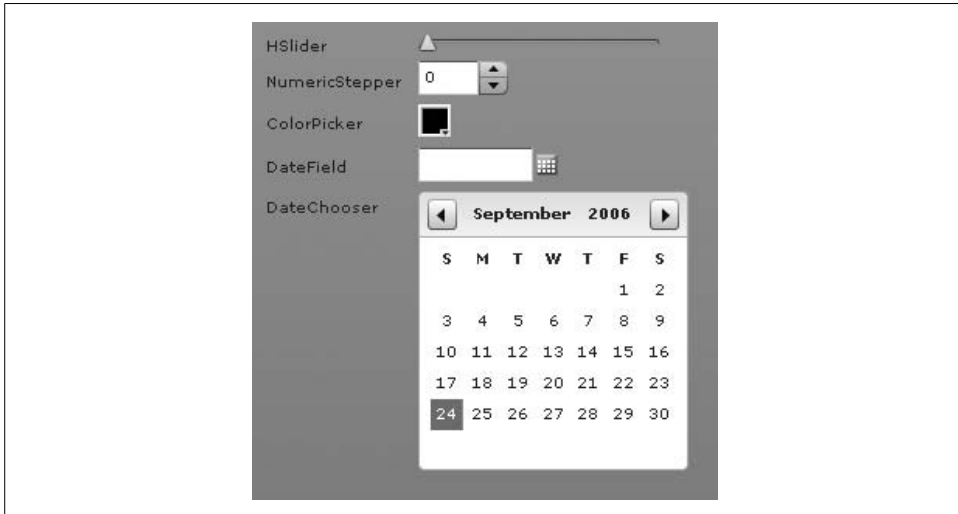 HSlider
NumericStepper 0
ColorPicker
DateField
DateChooser
September 2006
S M T W T F S
1 2
3 4 5 6 7 8 9
10 11 12 13 14 15 16
17 18 19 20 21 22 23
24 25 26 27 28 29 30